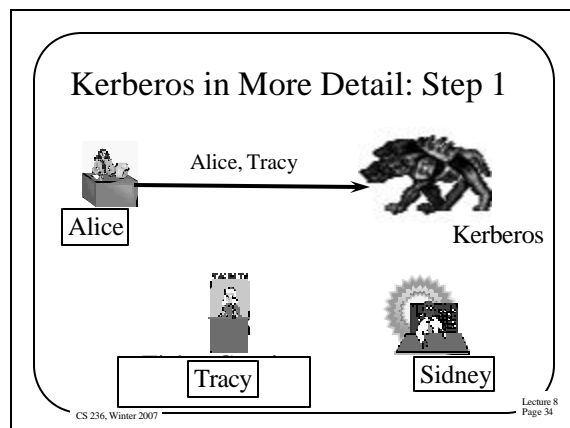 Kerberos in More Detail: Step 1
Alice, Tracy
Alice
Kerberos
Tracy
Sidney
CS 236, Winter 2007
Lecture 8
Page 34